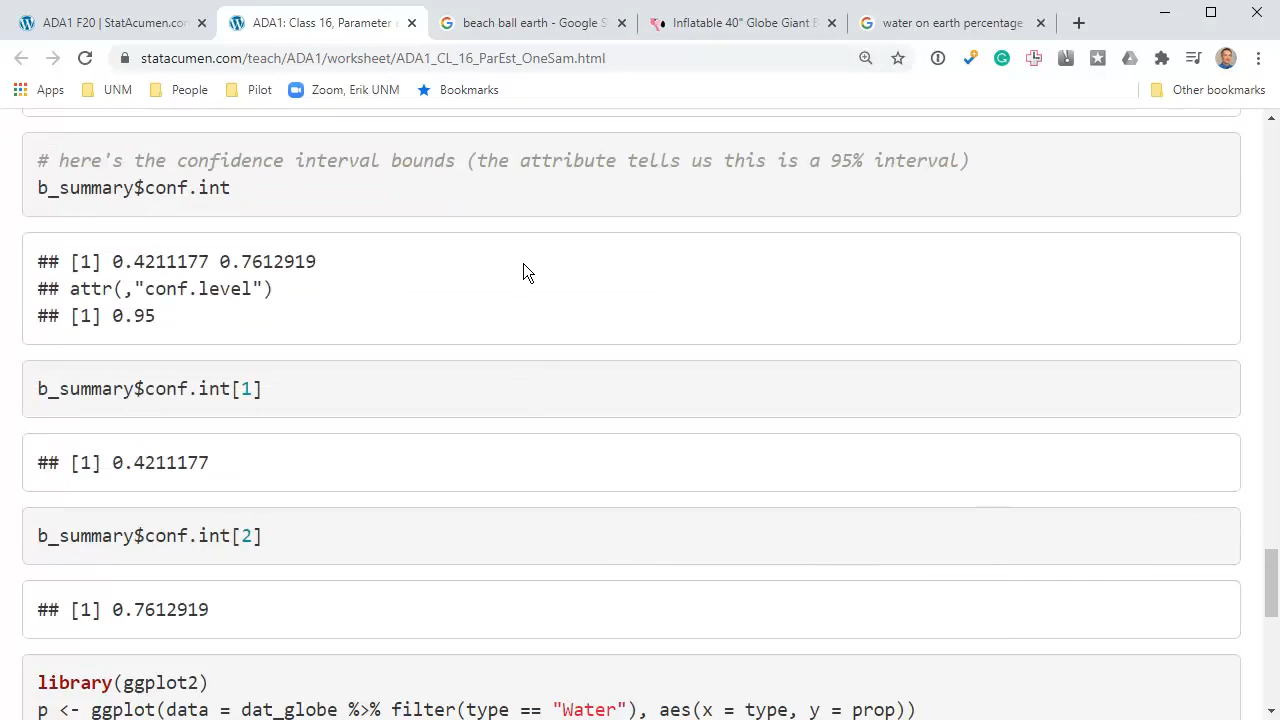 ADA1 F20 | StatAcumen.con
ADA1: Class 16, Parameter
beach ball earth - Google S
Inflatable 40" Globe Giant B
water on earth percentage
statacumen.com/teach/ADA1/worksheet/ADA1_CL_16_ParEst_OneSam.html
Apps
UNM
People
Pilot
Zoom, Erik UNM
Bookmarks
Other bookmarks
# here's the confidence interval bounds (the attribute tells us this is a 95% interval)
b_summary$conf.int
## [1] 0.4211177 0.7612919
## attr(,"conf.level")
## [1] 0.95
b_summary$conf.int[1]
## [1] 0.4211177
b_summary$conf.int[2]
## [1] 0.7612919
library(ggplot2)
p <- ggplot(data = dat_globe %>% filter(type == "Water"), aes(x = type, y = prop))